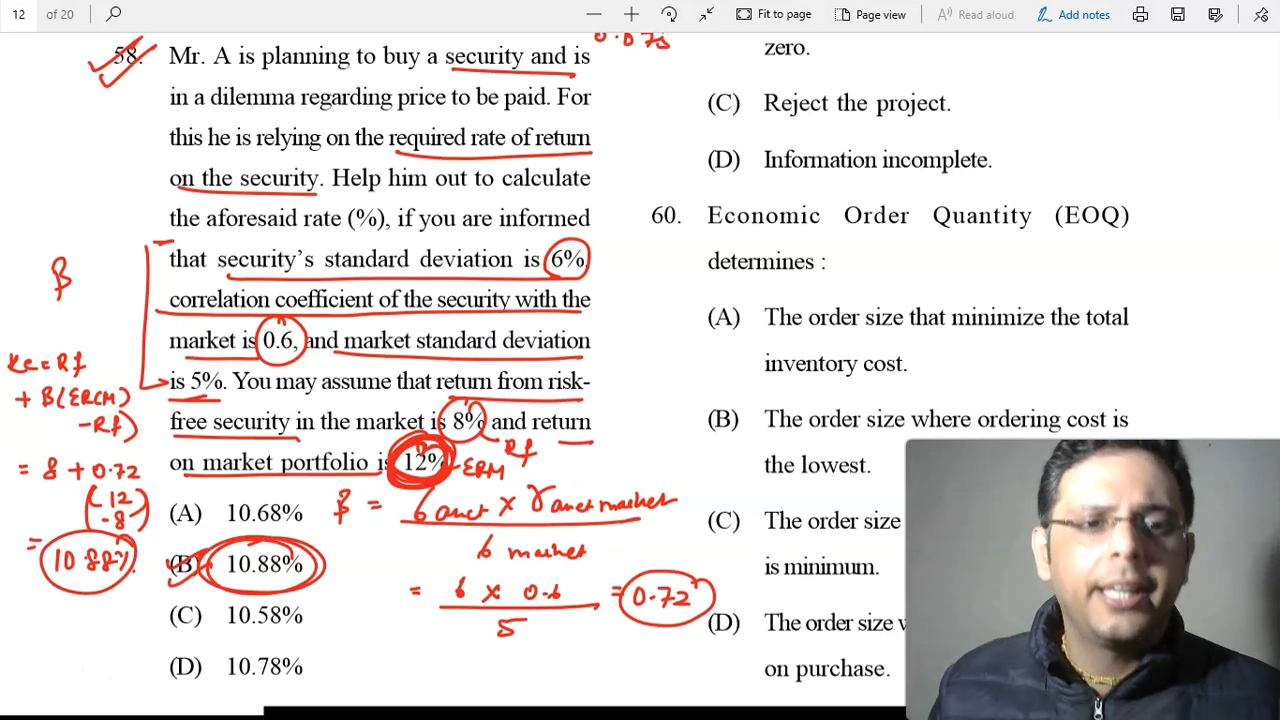 12 of 20
Fit to page
Page view
Read aloud
Add notes
58. Mr. A is planning to buy a security and is
in a dilemma regarding price to be paid. For
this he is relying on the required rate of return
on the security. Help him out to calculate
the aforesaid rate (%), if you are informed
that security's standard deviation is 6%,
correlation coefficient of the security with the
market is 0.6, and market standard deviation
is 5%. You may assume that return from risk-
free security in the market is 8% and return
on market portfolio is 12%
(A) 10.68%
(B) 10.88%
(C) 10.58%
(D) 10.78%
β
Ke = Rf
+ β(ERCM)
-Rf)
= 8 + 0.72
(12
-8)
= 10.88%
Rf
ERM
β =
6 × 0.6
5
= 0.72
0.075
zero.
(C) Reject the project.
(D) Information incomplete.
60. Economic Order Quantity (EOQ)
determines :
(A) The order size that minimize the total
inventory cost.
(B) The order size where ordering cost is
the lowest.
(C) The order size
is minimum.
(D) The order size
on purchase.